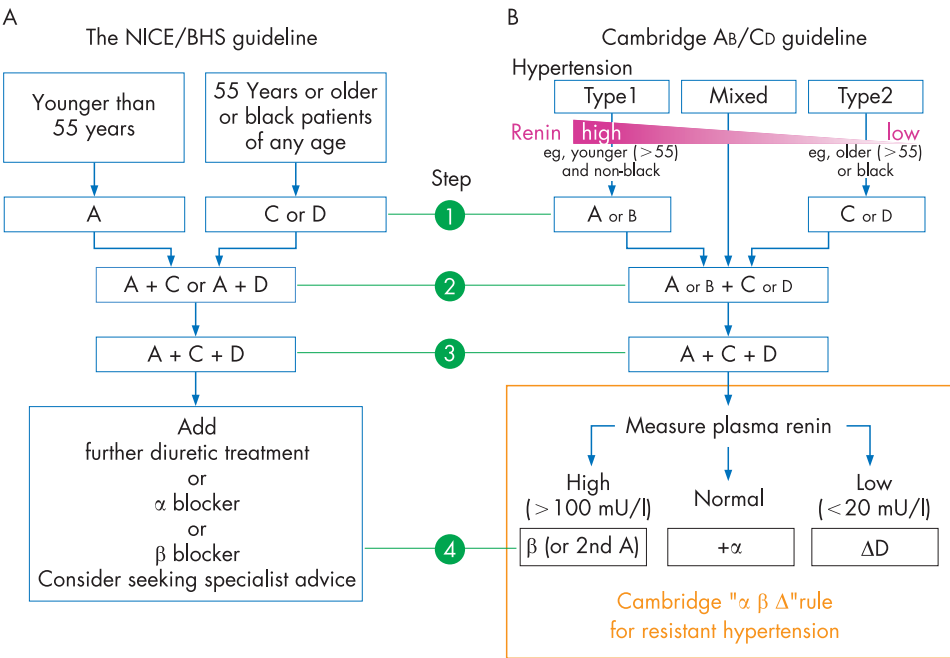 A
The NICE/BHS guideline
Younger than
55 years
55 Years or older
or black patients
of any age
A
C or D
A + C or A + D
A + C + D
Add
further diuretic treatment
or
α blocker
or
β blocker
Consider seeking specialist advice
Step
1
2
3
4
B
Cambridge AB/CD guideline
Hypertension
Type1
Mixed
Type2
Renin high
low
eg, younger (>55)
and non-black
eg, older (>55)
or black
A or B
C or D
A or B + C or D
A + C + D
Measure plasma renin
High
(>100 mU/l)
Normal
Low
(<20 mU/l)
β (or 2nd A)
+α
ΔD
Cambridge "α β Δ"rule
for resistant hypertension